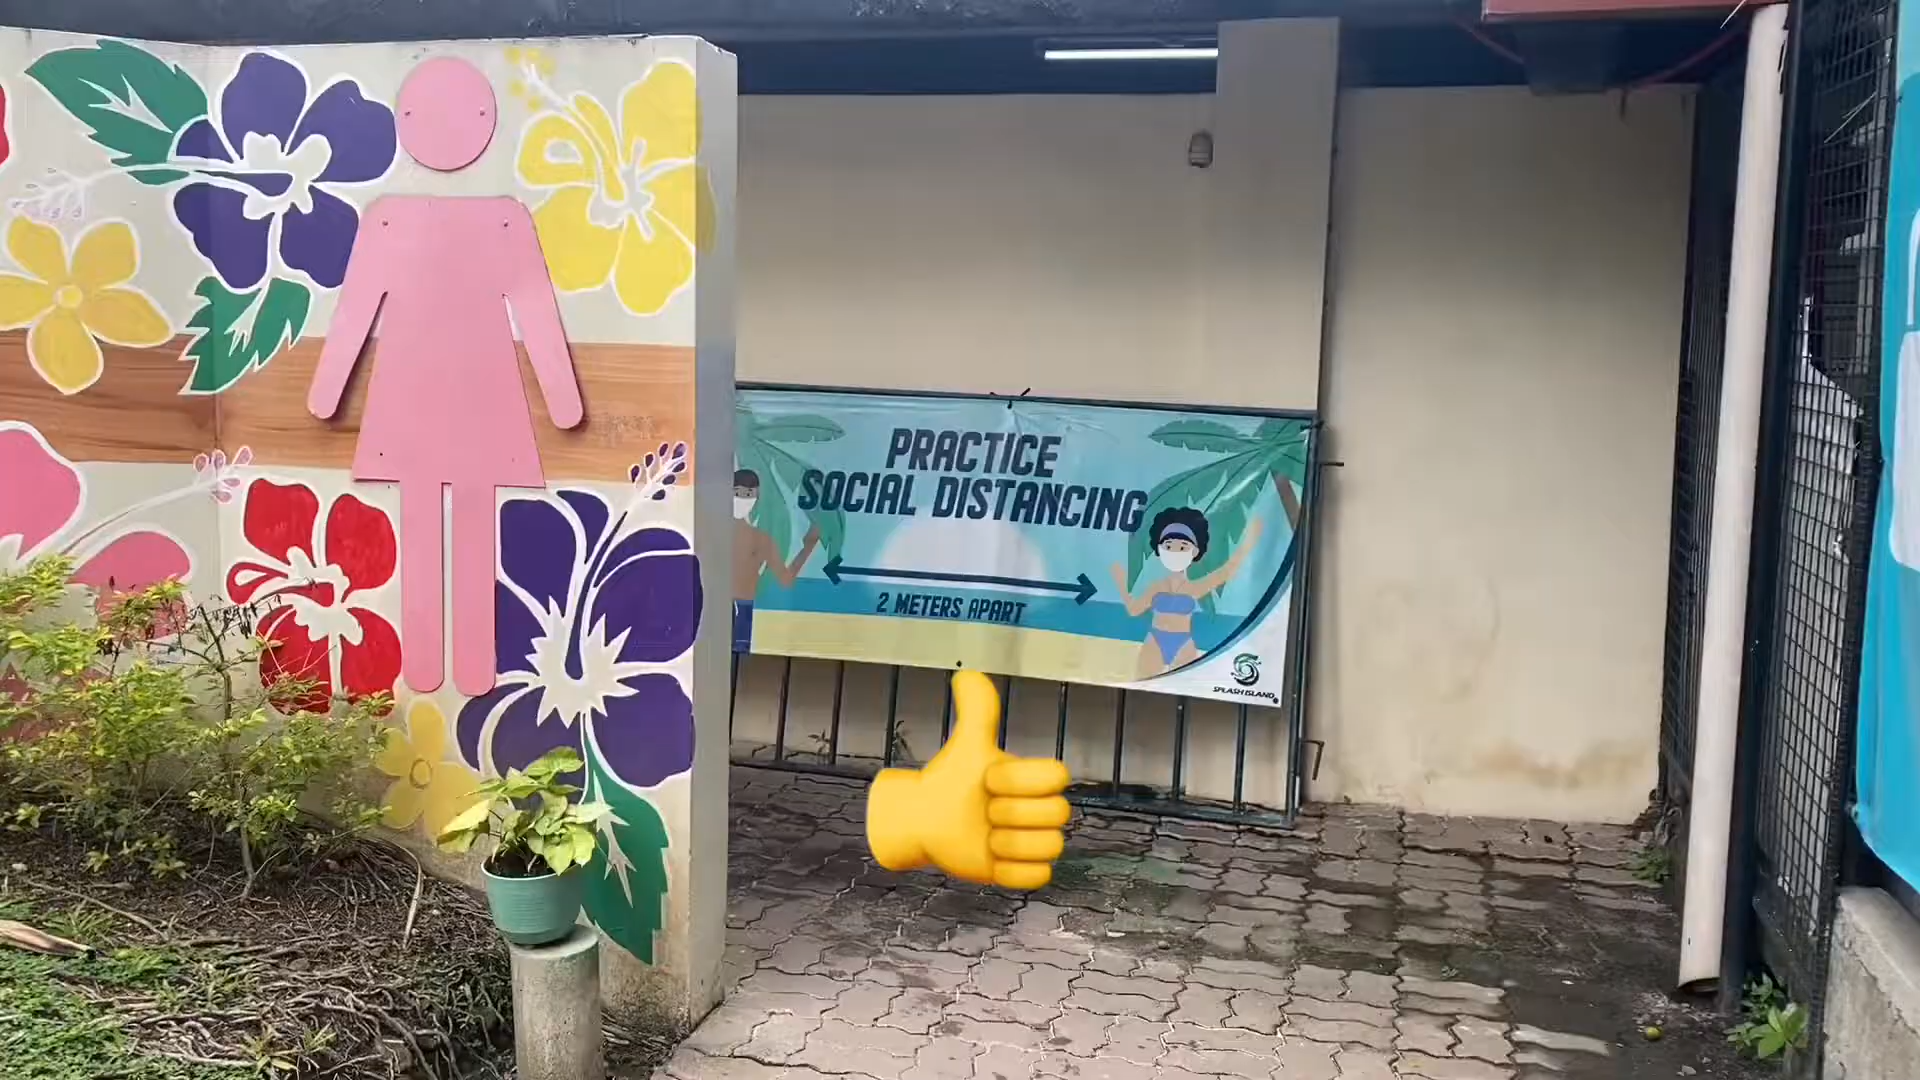 PRACTICE
SOCIAL DISTANCING
2 METERS APART
SPLASH ISLAND